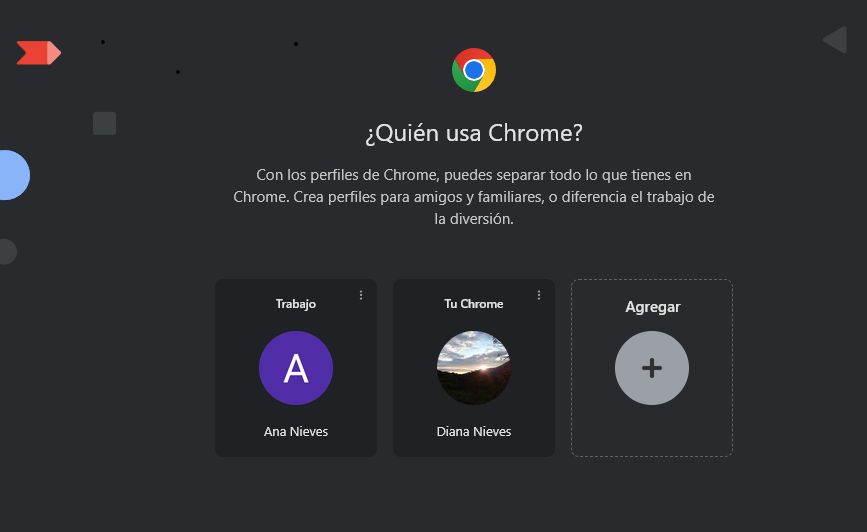 ¿Quién usa Chrome?
Con los perfiles de Chrome, puedes separar todo lo que tienes en
Chrome. Crea perfiles para amigos y familiares, o diferencia el trabajo de
la diversión.
Trabajo
A
Ana Nieves
Tu Chrome
Diana Nieves
Agregar